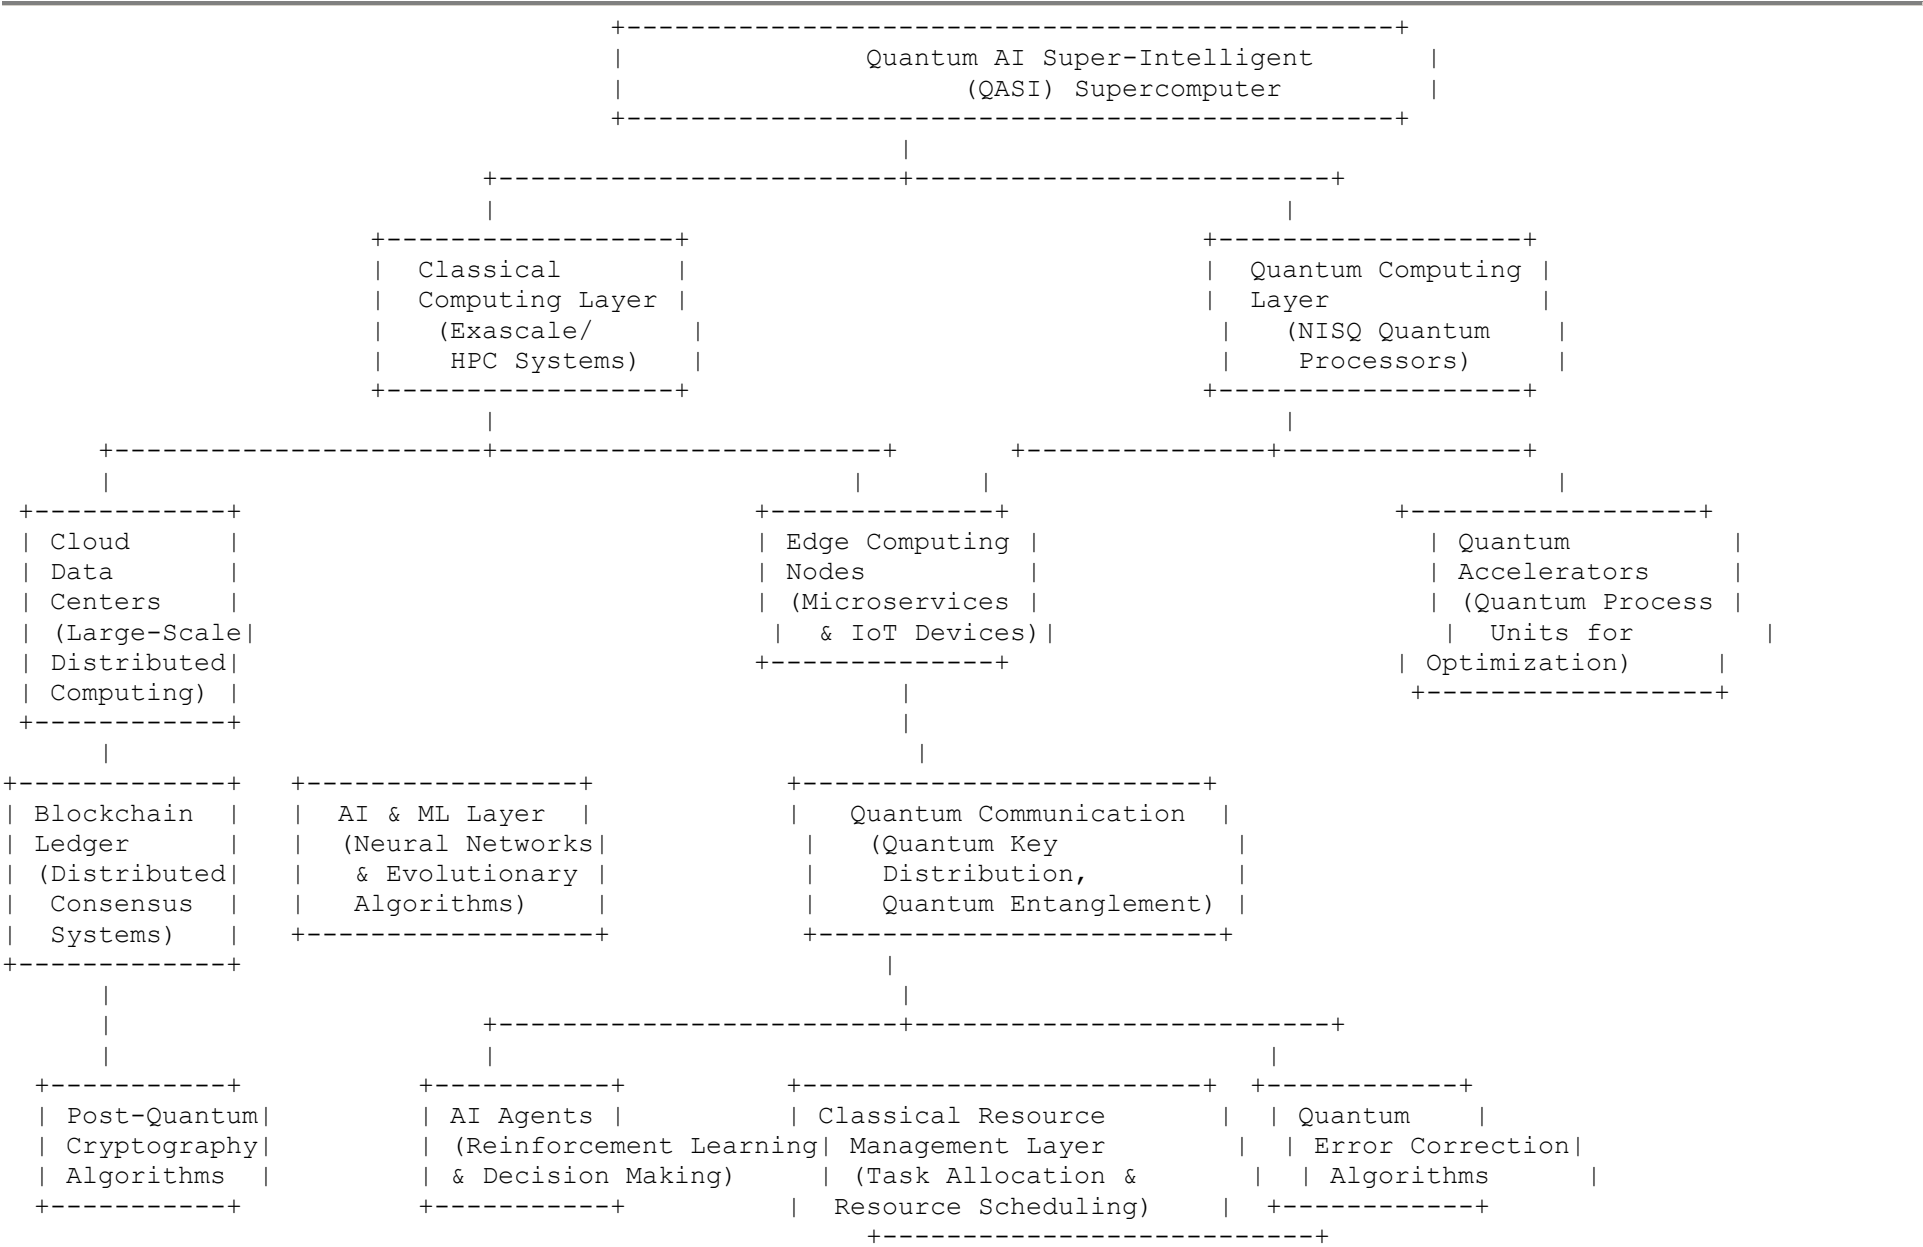 Quantum AI Super-Intelligent
(QASI) Supercomputer
Classical
Computing Layer
(Exascale/
HPC Systems)
Quantum Computing
Layer
(NISQ Quantum
Processors)
Cloud
Data
Centers
(Large-Scale
Distributed
Computing)
Edge Computing
Nodes
(Microservices
& IoT Devices)
Quantum
Accelerators
(Quantum Process
Units for
Optimization)
Blockchain
Ledger
(Distributed
Consensus
Systems)
AI & ML Layer
(Neural Networks
& Evolutionary
Algorithms)
Quantum Communication
(Quantum Key
Distribution,
Quantum Entanglement)
Post-Quantum
Cryptography
Algorithms
AI Agents
(Reinforcement Learning
& Decision Making)
Classical Resource
Management Layer
(Task Allocation &
Resource Scheduling)
Quantum
Error Correction
Algorithms